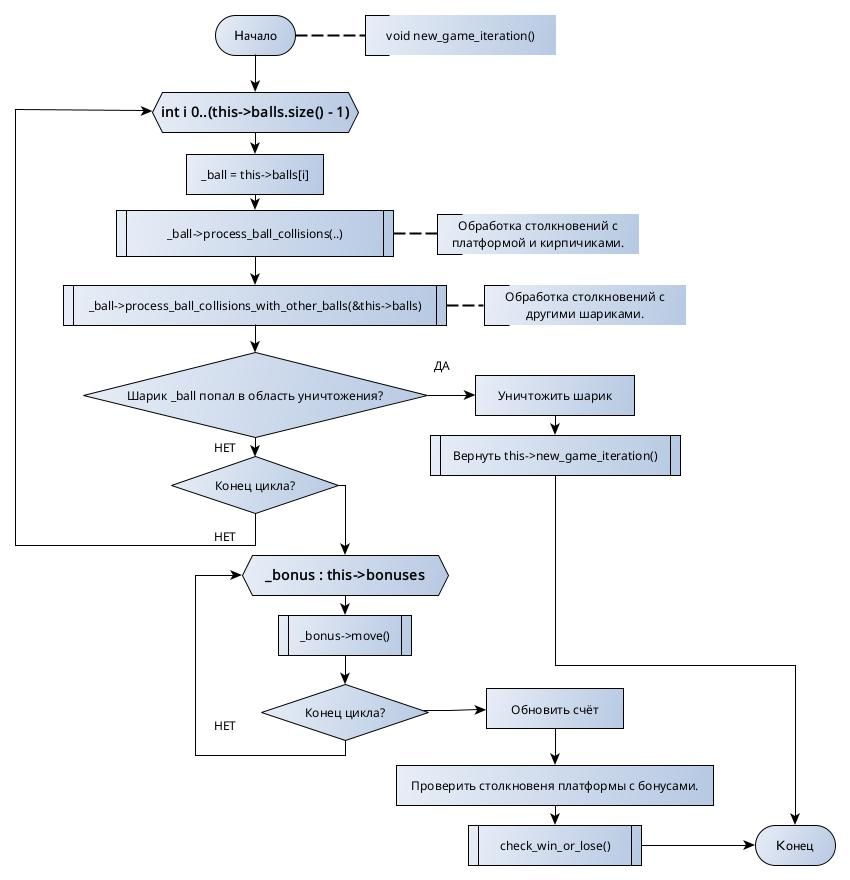 Начало
void new_game_iteration()
int i 0..(this->balls.size() - 1)
_ball = this->balls[i]
_ball->process_ball_collisions(..)
Обработка столкновений с
платформой и кирпичиками.
_ball->process_ball_collisions_with_other_balls(&this->balls)
Обработка столкновений с
другими шариками.
ДА
Шарик _ball попал в область уничтожения?
Уничтожить шарик
НЕТ
Вернуть this->new_game_iteration()
Конец цикла?
НЕТ
_bonus : this->bonuses
_bonus->move()
Конец цикла?
Обновить счёт
НЕТ
Проверить столкновеня платформы с бонусами.
check_win_or_lose()
Конец